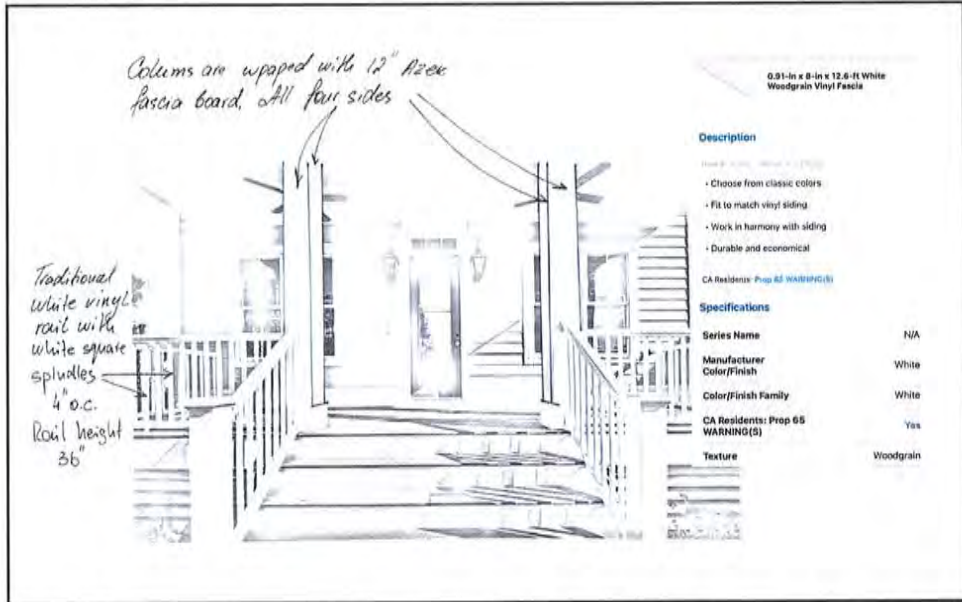 Colums are wpaped with 12" Azek
fascia board, All four sides
Traditional
white vinyl
rail with
white square
spindles
4" o.c.
Rail height
36"
0.91-in x 8-in x 12.6-ft White
Woodgrain Vinyl Fascia
Description
• Choose from classic colors
• Fit to match vinyl siding
• Work in harmony with siding
• Durable and economical
CA Residents: Prop 65 WARNING(S)
Specifications
Series Name N/A
Manufacturer
Color/Finish White
Color/Finish Family White
CA Residents: Prop 65
WARNING(S) Yes
Texture Woodgrain